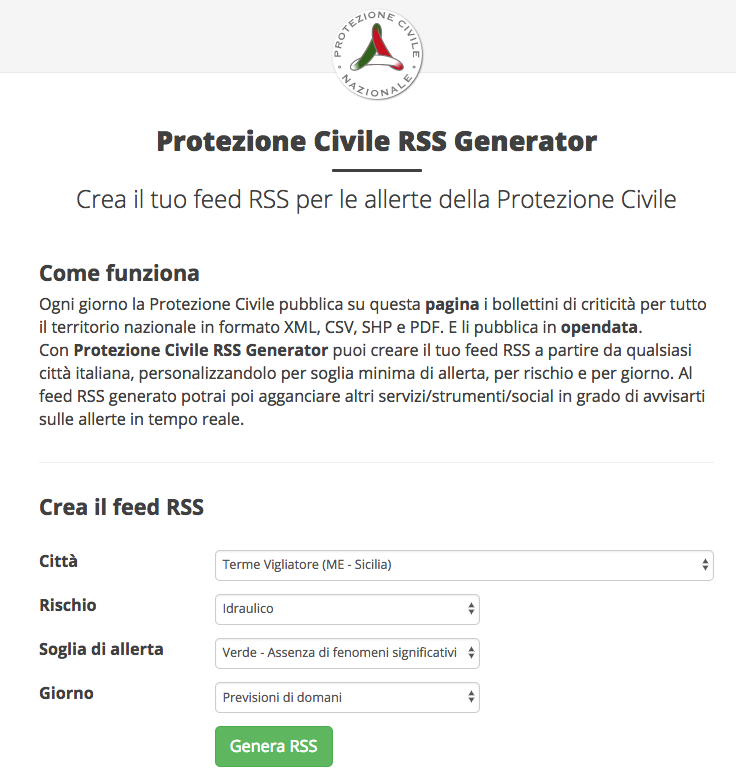 PROTEZIONE CIVILE
NAZIONALE
Protezione Civile RSS Generator
Crea il tuo feed RSS per le allerte della Protezione Civile
Come funziona
Ogni giorno la Protezione Civile pubblica su questa pagina i bollettini di criticità per tutto
il territorio nazionale in formato XML, CSV, SHP e PDF. E li pubblica in opendata.
Con Protezione Civile RSS Generator puoi creare il tuo feed RSS a partire da qualsiasi
città italiana, personalizzandolo per soglia minima di allerta, per rischio e per giorno. Al
feed RSS generato potrai poi agganciare altri servizi/strumenti/social in grado di avvisarti
sulle allerte in tempo reale.
Crea il feed RSS
Città Terme Vigliatore (ME - Sicilia)
Rischio Idraulico
Soglia di allerta Verde - Assenza di fenomeni significativi
Giorno Previsioni di domani
Genera RSS